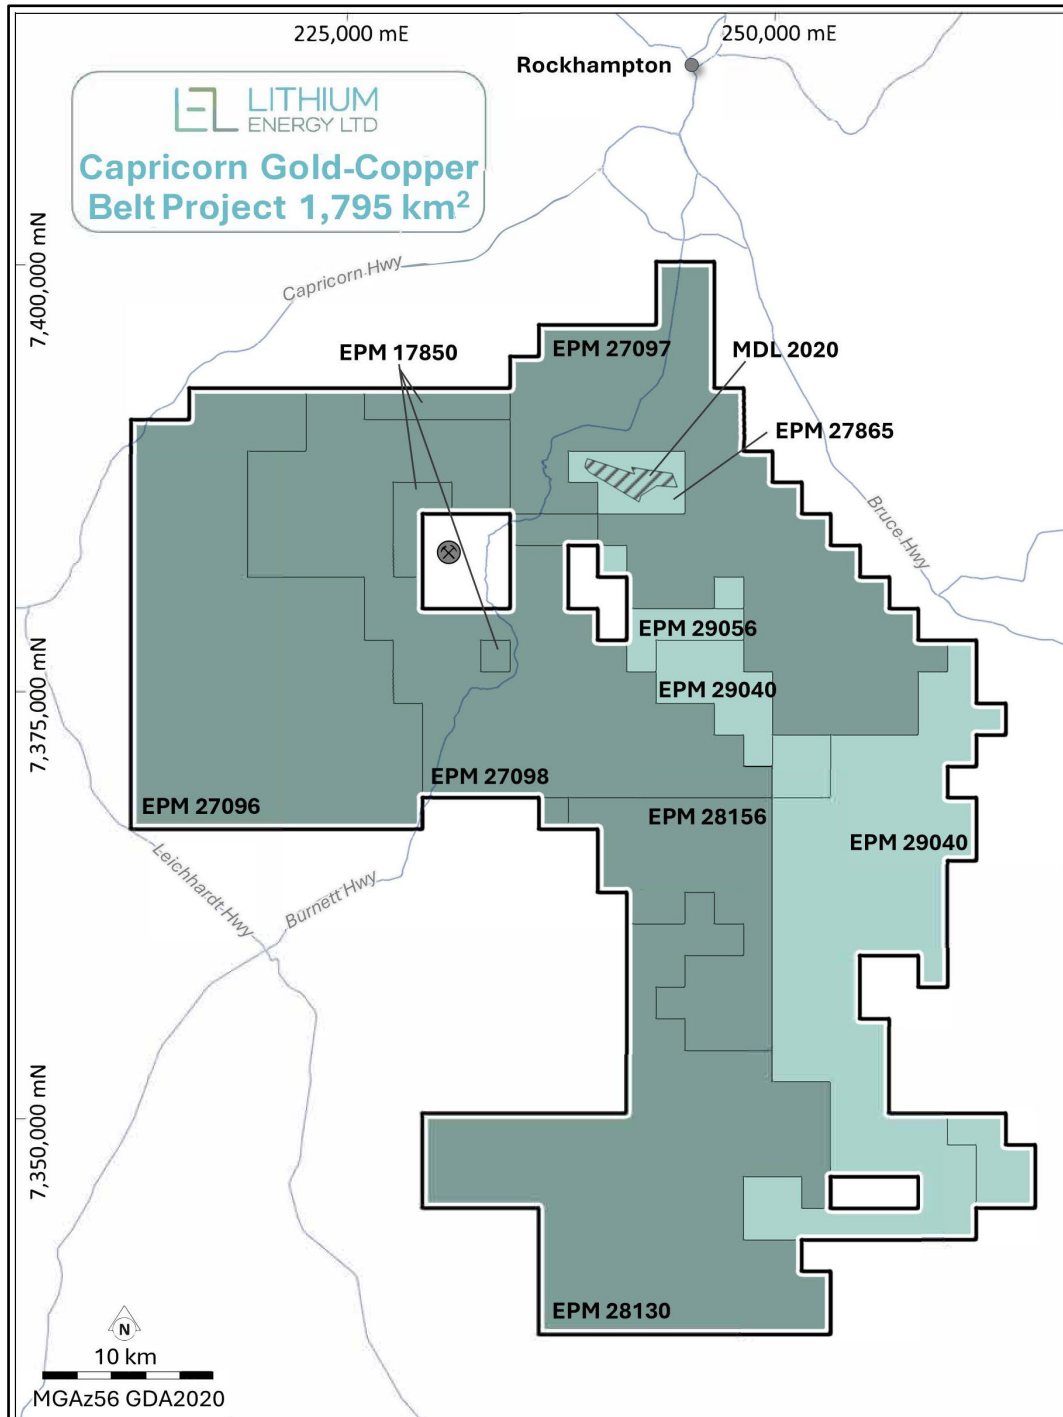 225,000 mE
250,000 mE
Rockhampton
LITHIUM
ENERGY LTD
Capricorn Gold-Copper
Belt Project 1,795 km²
7,400,000 mN
Capricorn Hwy
EPM 17850
EPM 27097
MDL 2020
EPM 27865
Bruce Hwy
EPM 29056
EPM 29040
7,375,000 mN
EPM 27098
EPM 27096
EPM 28156
EPM 29040
Leichhardt Hwy
Burnett Hwy
7,350,000 mN
EPM 28130
N
10 km
MGAz56 GDA2020